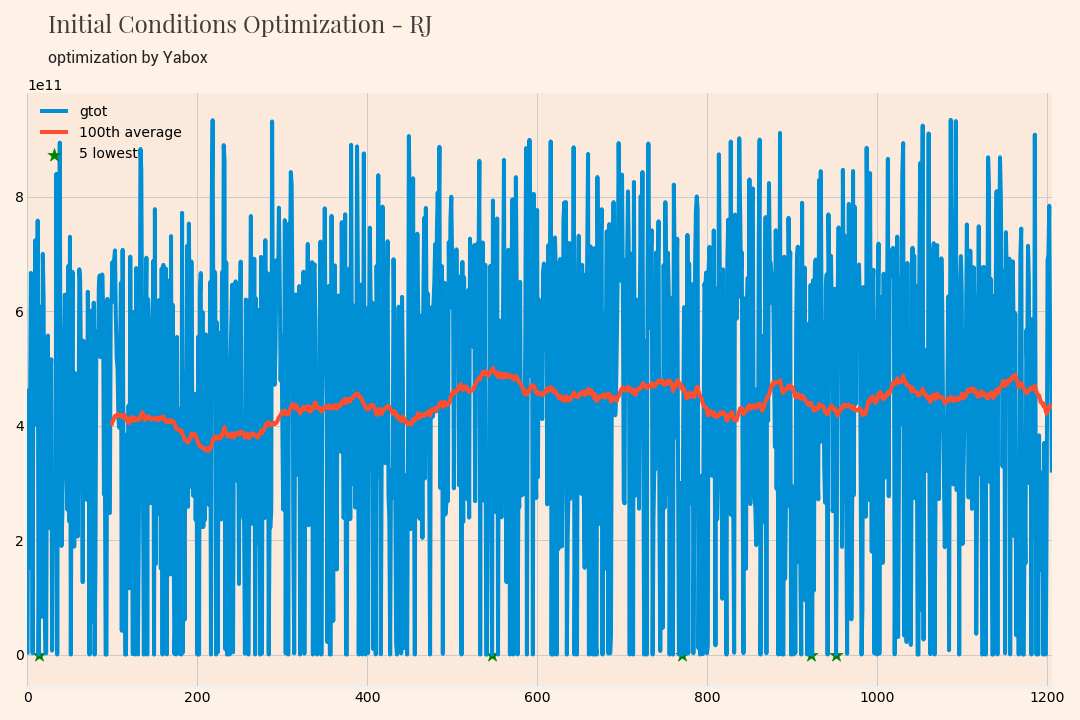 Initial Conditions Optimization - RJ
optimization by Yabox
1e11
gtot
100th average
5 lowest
8
6
4
2
0
0 200 400 600 800 1000 1200